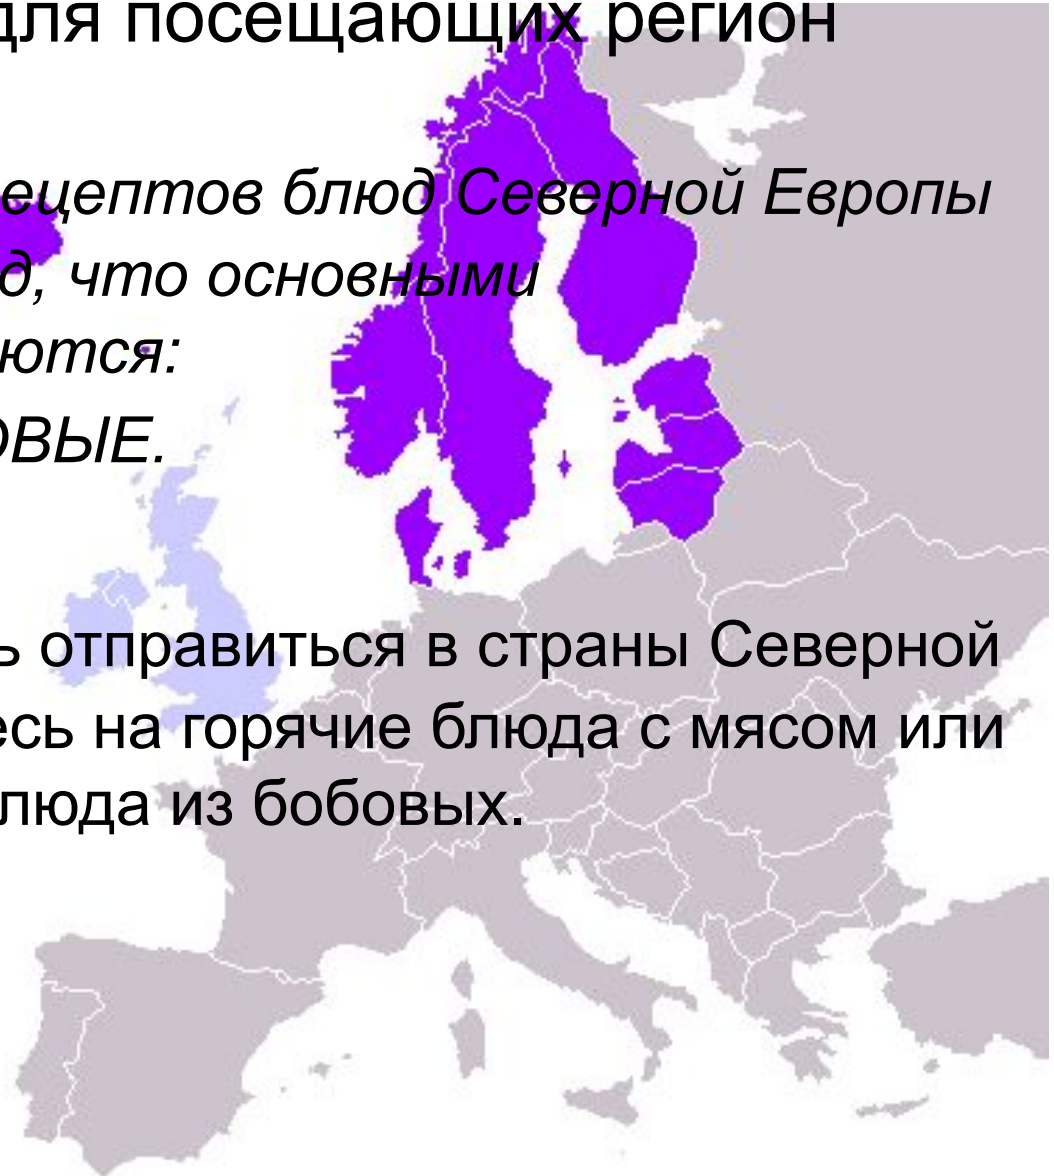 для посещающих регион
ецептов блюд Северной Европы
д, что основными
ются:
ОВЫЕ.
ь отправиться в страны Северной
есь на горячие блюда с мясом или
люда из бобовых.